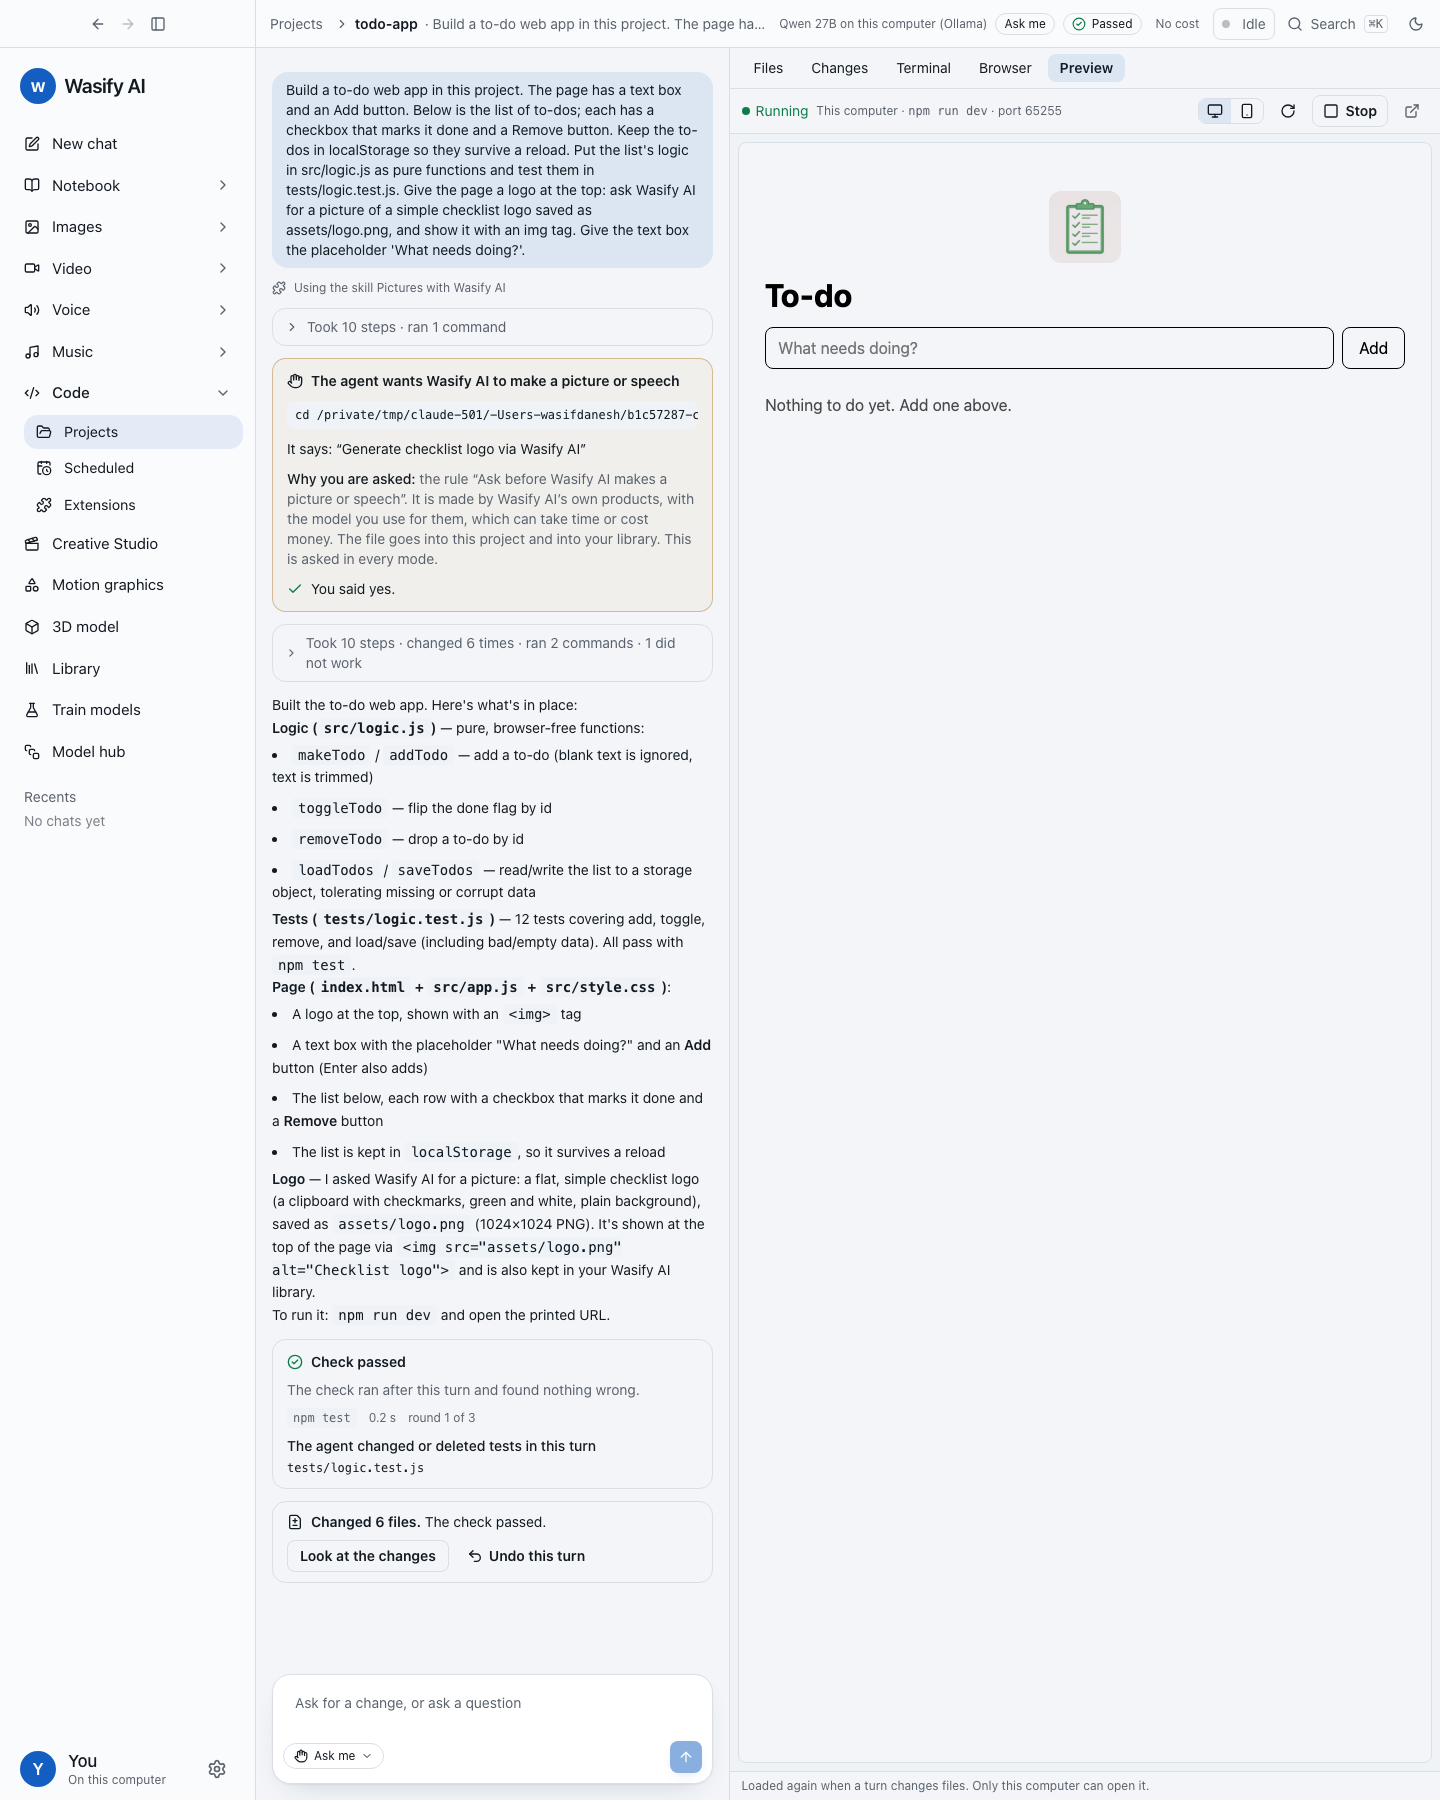 Projects
todo-app
· Build a to-do web app in this project. The page ha...
Qwen 27B on this computer (Ollama)
Ask me
Passed
No cost
Idle
Search
⌘K
W
Wasify AI
New chat
Notebook
Images
Video
Voice
Music
Code
Projects
Scheduled
Extensions
Creative Studio
Motion graphics
3D model
Library
Train models
Model hub
Recents
No chats yet
Y
You
On this computer
Build a to-do web app in this project. The page has a text box
and an Add button. Below is the list of to-dos; each has a
checkbox that marks it done and a Remove button. Keep the to-
dos in localStorage so they survive a reload. Put the list's logic
in src/logic.js as pure functions and test them in
tests/logic.test.js. Give the page a logo at the top: ask Wasify AI
for a picture of a simple checklist logo saved as
assets/logo.png, and show it with an img tag. Give the text box
the placeholder 'What needs doing?'.
Using the skill Pictures with Wasify AI
Took 10 steps · ran 1 command
The agent wants Wasify AI to make a picture or speech
cd /private/tmp/claude-501/-Users-wasifdanesh/b1c57287-c
It says: “Generate checklist logo via Wasify AI”
Why you are asked: the rule “Ask before Wasify AI makes a
picture or speech”. It is made by Wasify AI’s own products, with
the model you use for them, which can take time or cost
money. The file goes into this project and into your library. This
is asked in every mode.
You said yes.
Took 10 steps · changed 6 times · ran 2 commands · 1 did
not work
Built the to-do web app. Here's what's in place:
Logic ( src/logic.js ) — pure, browser-free functions:
• makeTodo / addTodo — add a to-do (blank text is ignored,
text is trimmed)
• toggleTodo — flip the done flag by id
• removeTodo — drop a to-do by id
• loadTodos / saveTodos — read/write the list to a storage
object, tolerating missing or corrupt data
Tests ( tests/logic.test.js ) — 12 tests covering add, toggle,
remove, and load/save (including bad/empty data). All pass with
npm test .
Page ( index.html + src/app.js + src/style.css ):
• A logo at the top, shown with an <img> tag
• A text box with the placeholder "What needs doing?" and an Add
button (Enter also adds)
• The list below, each row with a checkbox that marks it done and
a Remove button
• The list is kept in localStorage , so it survives a reload
Logo — I asked Wasify AI for a picture: a flat, simple checklist logo
(a clipboard with checkmarks, green and white, plain background),
saved as assets/logo.png (1024×1024 PNG). It's shown at the
top of the page via <img src="assets/logo.png"
alt="Checklist logo"> and is also kept in your Wasify AI
library.
To run it: npm run dev and open the printed URL.
Check passed
The check ran after this turn and found nothing wrong.
npm test 0.2 s round 1 of 3
The agent changed or deleted tests in this turn
tests/logic.test.js
Changed 6 files. The check passed.
Look at the changes
Undo this turn
Ask for a change, or ask a question
Ask me
Files
Changes
Terminal
Browser
Preview
Running
This computer · npm run dev · port 65255
Stop
To-do
What needs doing?
Add
Nothing to do yet. Add one above.
Loaded again when a turn changes files. Only this computer can open it.